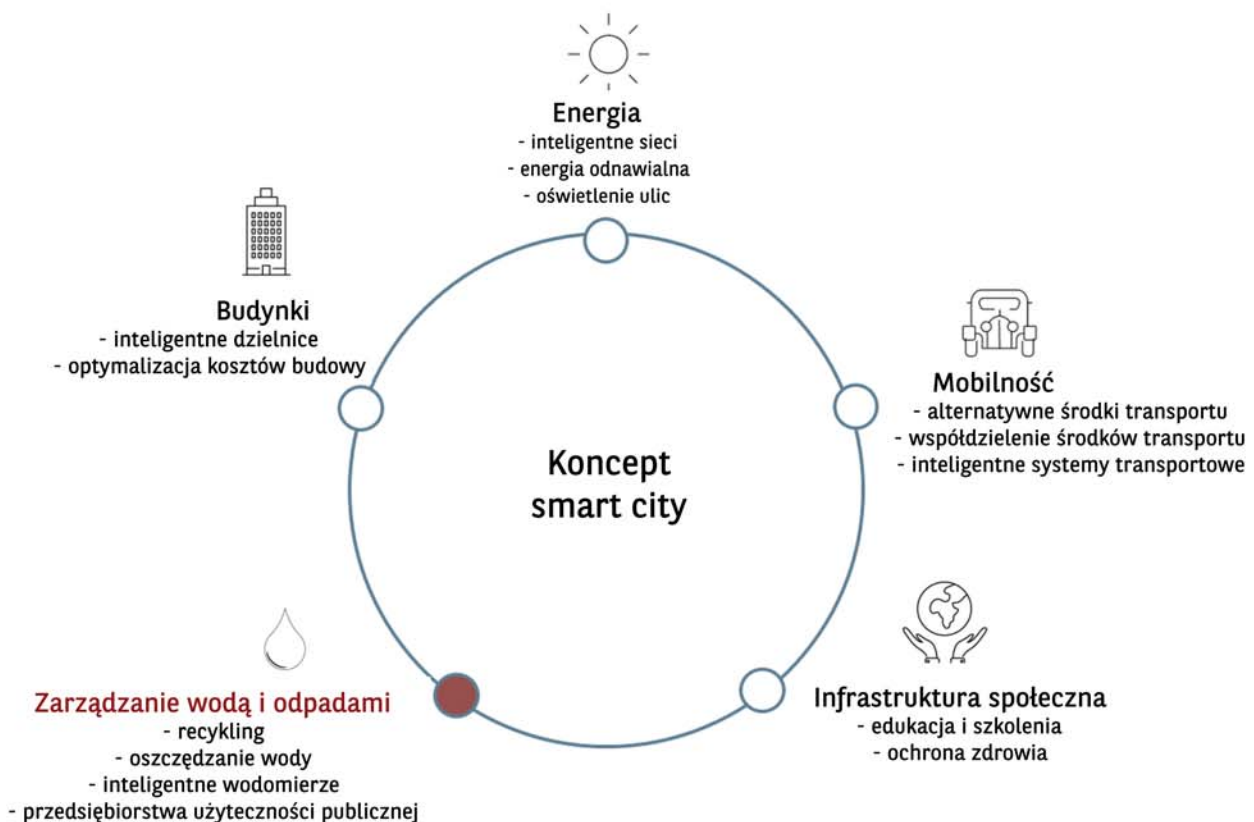 Energia
- inteligentne sieci
- energia odnawialna
- oświetlenie ulic
Budynki
- inteligentne dzielnice
- optymalizacja kosztów budowy
Mobilność
- alternatywne środki transportu
- współdzielenie środków transportu
- inteligentne systemy transportowe
Koncept
smart city
Zarządzanie wodą i odpadami
- recykling
- oszczędzanie wody
- inteligentne wodomierze
- przedsiębiorstwa użyteczności publicznej
Infrastruktura społeczna
- edukacja i szkolenia
- ochrona zdrowia